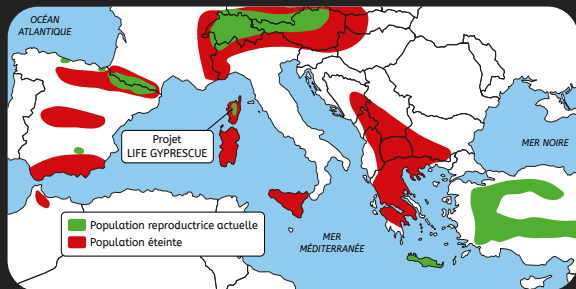 OCÉAN
ATLANTIQUE
Projet
LIFE GYPRESCUE
MER NOIRE
Population reproductrice actuelle
Population éteinte
MER
MÉDITERRANÉE